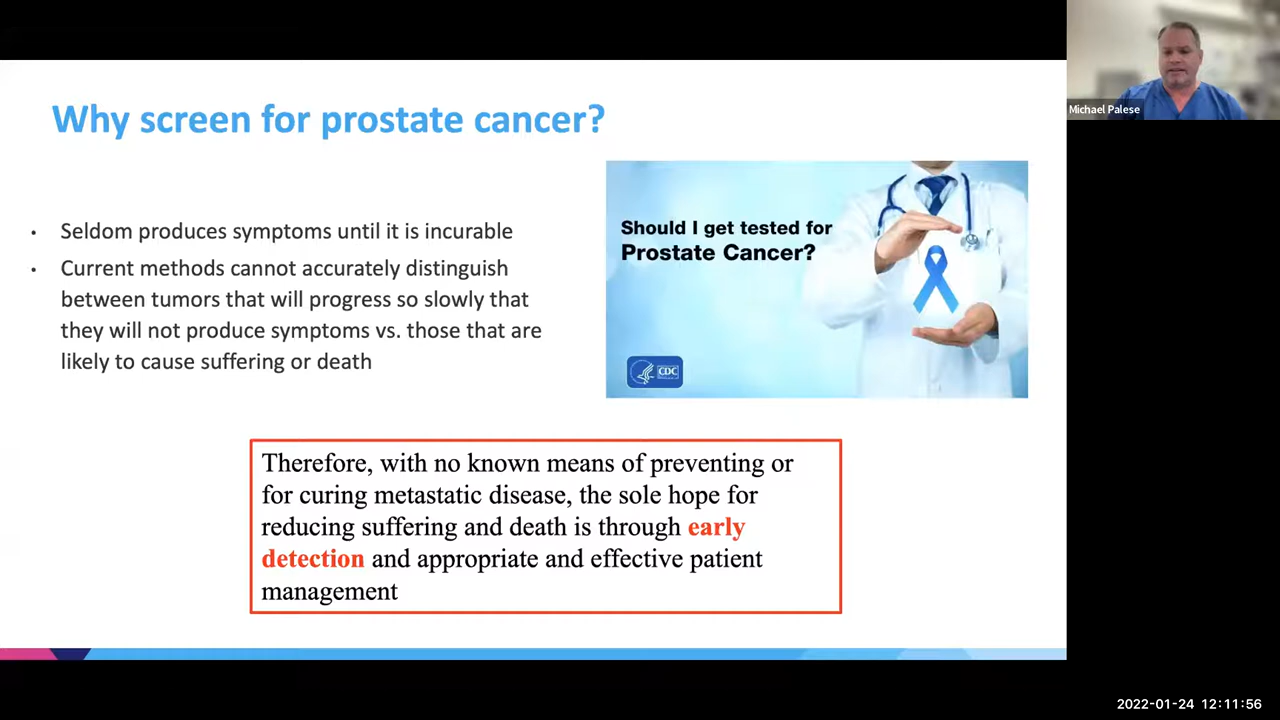 Why screen for prostate cancer?
Michael Palese
• Seldom produces symptoms until it is incurable
• Current methods cannot accurately distinguish
between tumors that will progress so slowly that
they will not produce symptoms vs. those that are
likely to cause suffering or death
Should I get tested for
Prostate Cancer?
CDC
Therefore, with no known means of preventing or
for curing metastatic disease, the sole hope for
reducing suffering and death is through early
detection and appropriate and effective patient
management
2022-01-24 12:11:56